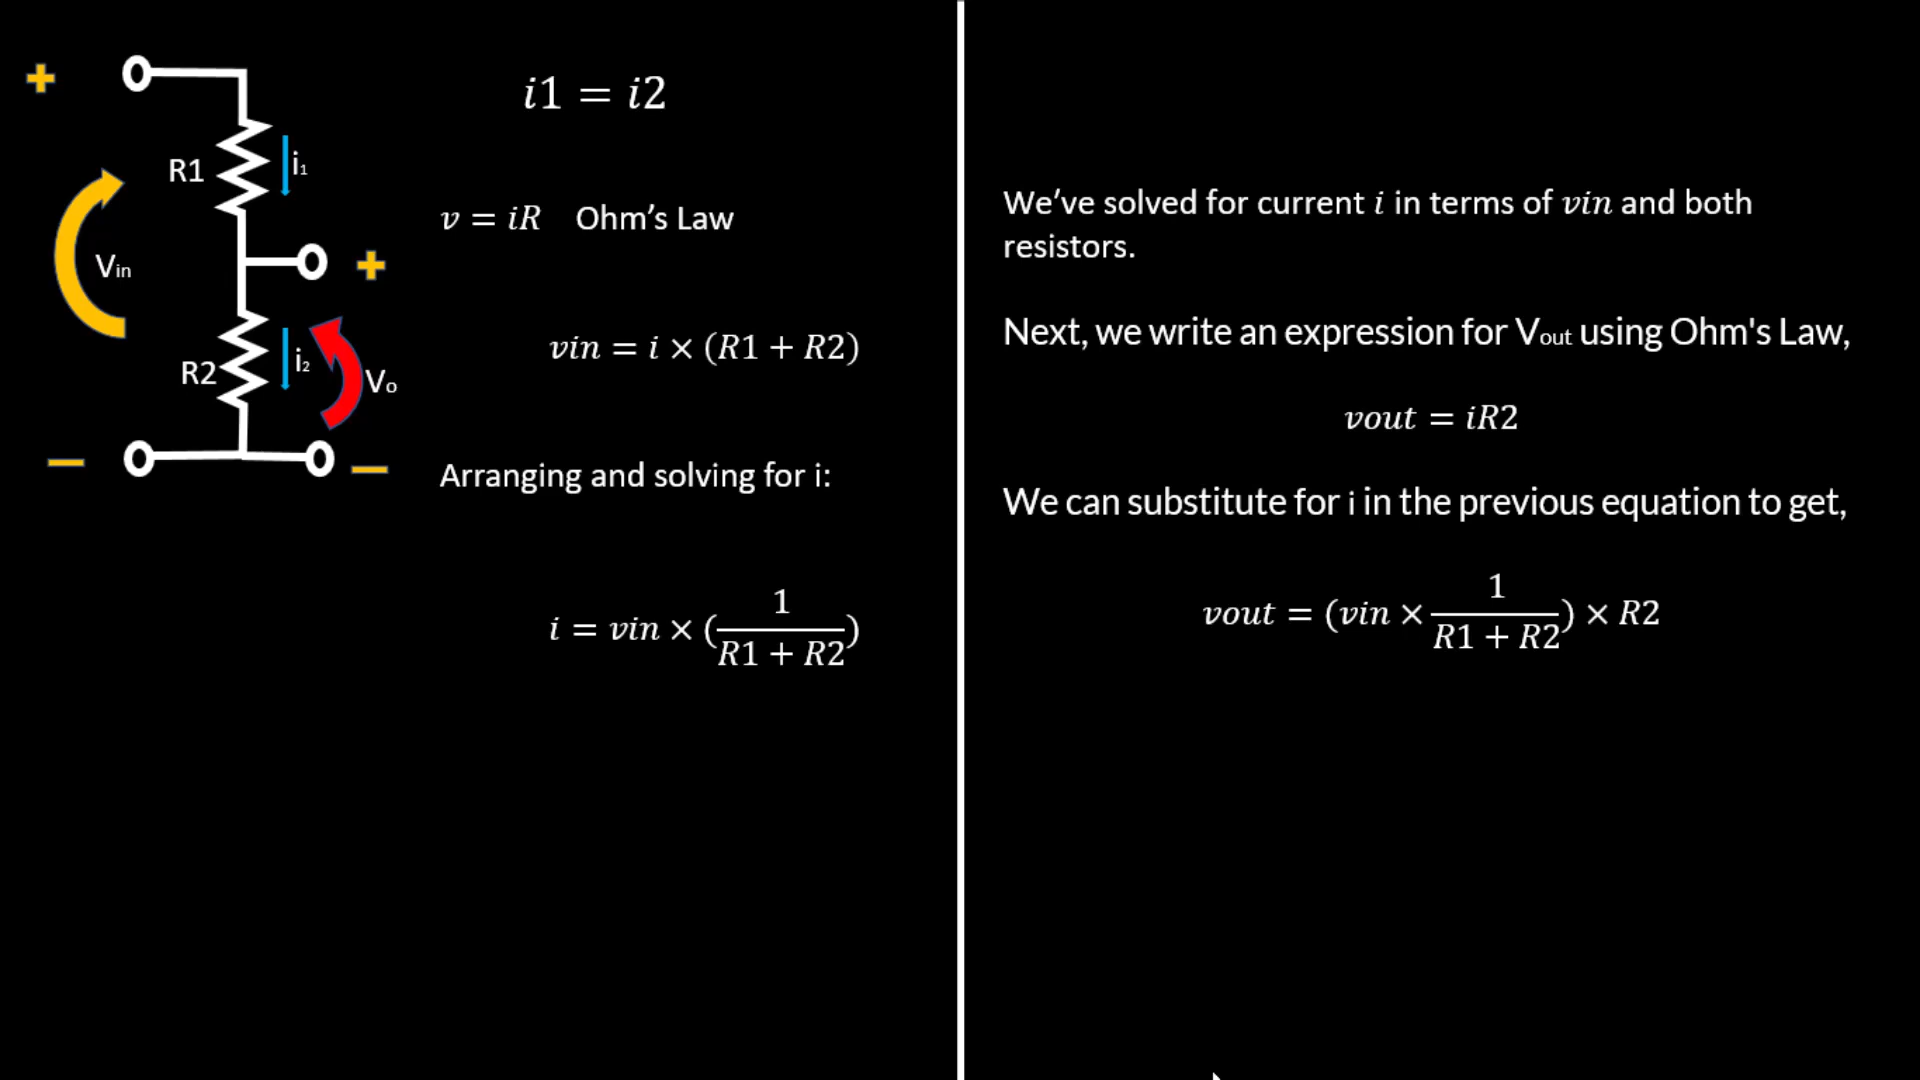 +
R1
i₁
Vin
+
R2
i₂
Vo
−
−
i1 = i2
v = iR Ohm’s Law
vin = i × (R1 + R2)
Arranging and solving for i:
i = vin × (1/(R1 + R2))
We’ve solved for current i in terms of vin and both
resistors.
Next, we write an expression for Vout using Ohm's Law,
vout = iR2
We can substitute for i in the previous equation to get,
vout = (vin × 1/(R1 + R2)) × R2